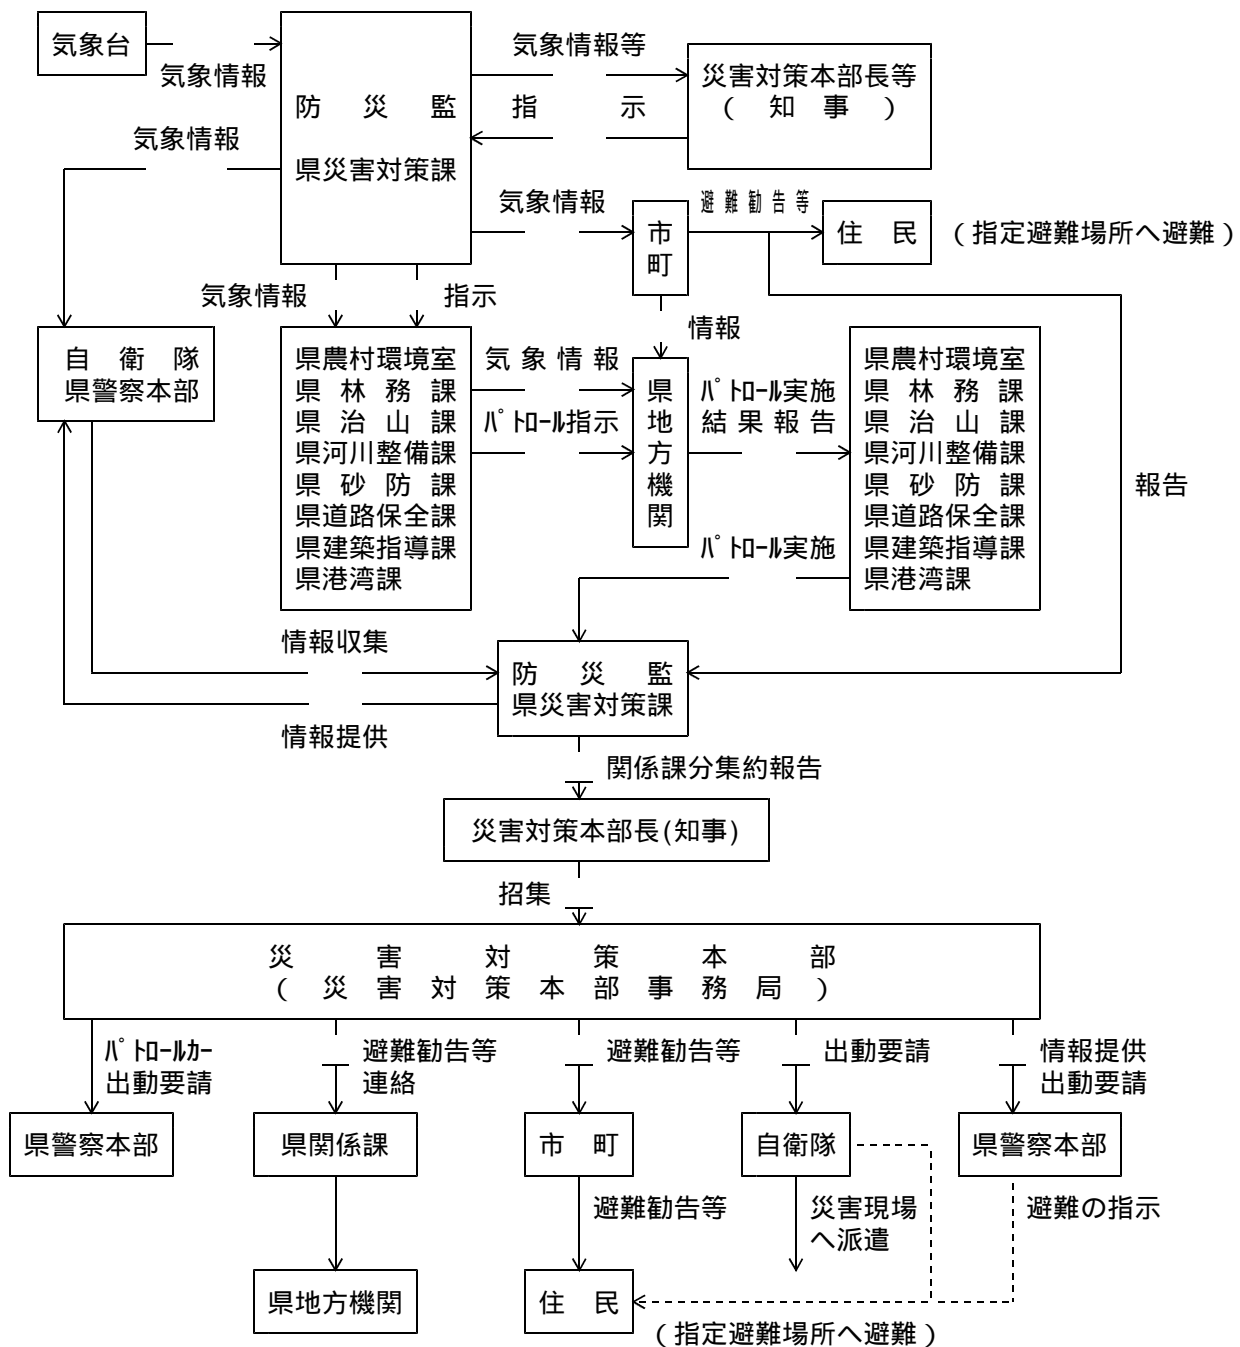 気象台
気象情報
防災監
県災害対策課
気象情報等
指示
災害対策本部長等
(知事)
気象情報
気象情報
市町
避難勧告等
住民
(指定避難場所へ避難)
気象情報
指示
情報
自衛隊
県警察本部
県農村環境室
県林務課
県治山課
県河川整備課
県砂防課
県道路保全課
県建築指導課
県港湾課
気象情報
パトロール指示
県地方機関
パトロール実施
結果報告
パトロール実施
県農村環境室
県林務課
県治山課
県河川整備課
県砂防課
県道路保全課
県建築指導課
県港湾課
報告
情報収集
情報提供
防災監
県災害対策課
関係課分集約報告
災害対策本部長(知事)
招集
災害対策本部
(災害対策本部事務局)
パトロールカー
出動要請
避難勧告等
連絡
避難勧告等
出動要請
情報提供
出動要請
県警察本部
県関係課
市町
自衛隊
県警察本部
避難勧告等
災害現場
へ派遣
避難の指示
県地方機関
住民
(指定避難場所へ避難)